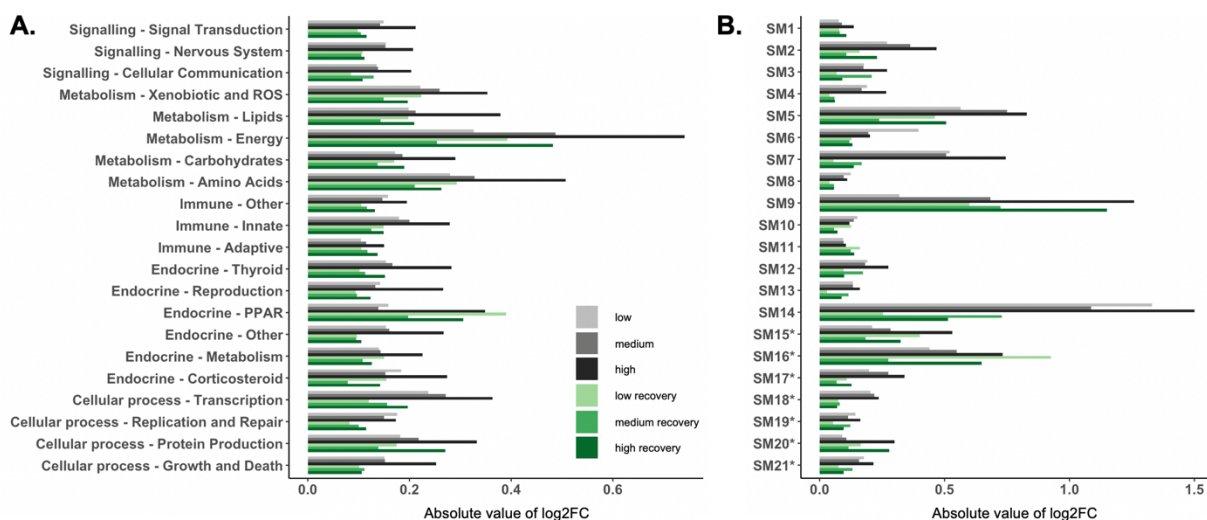 A.
Signalling - Signal Transduction
Signalling - Nervous System
Signalling - Cellular Communication
Metabolism - Xenobiotic and ROS
Metabolism - Lipids
Metabolism - Energy
Metabolism - Carbohydrates
Metabolism - Amino Acids
Immune - Other
Immune - Innate
Immune - Adaptive
Endocrine - Thyroid
Endocrine - Reproduction
Endocrine - PPAR
Endocrine - Other
Endocrine - Metabolism
Endocrine - Corticosteroid
Cellular process - Transcription
Cellular process - Replication and Repair
Cellular process - Protein Production
Cellular process - Growth and Death
0.0 0.2 0.4 0.6
Absolute value of log2FC
low
medium
high
low recovery
medium recovery
high recovery
B.
SM1
SM2
SM3
SM4
SM5
SM6
SM7
SM8
SM9
SM10
SM11
SM12
SM13
SM14
SM15*
SM16*
SM17*
SM18*
SM19*
SM20*
SM21*
0.0 0.5 1.0 1.5
Absolute value of log2FC